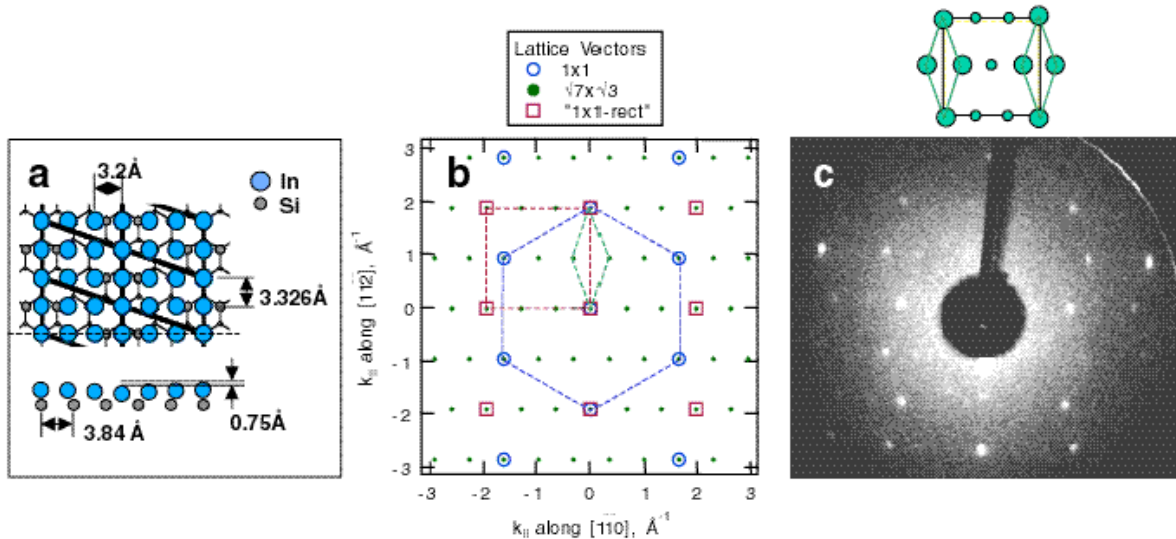 Lattice Vectors
1x1
√7x√3
"1x1-rect"
a
3.2Å
In
Si
3.326Å
0.75Å
3.84 Å
b
3
2
1
0
-1
-2
-3
k|| along [112], Å-1
-3
-2
-1
0
1
2
3
k|| along [110], Å-1
c